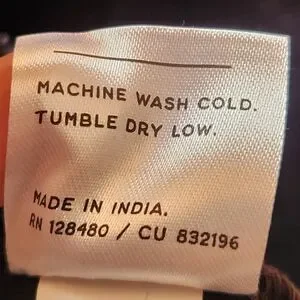 MACHINE WASH COLD.
TUMBLE DRY LOW.
MADE IN INDIA.
RN 128480 / CU 832196